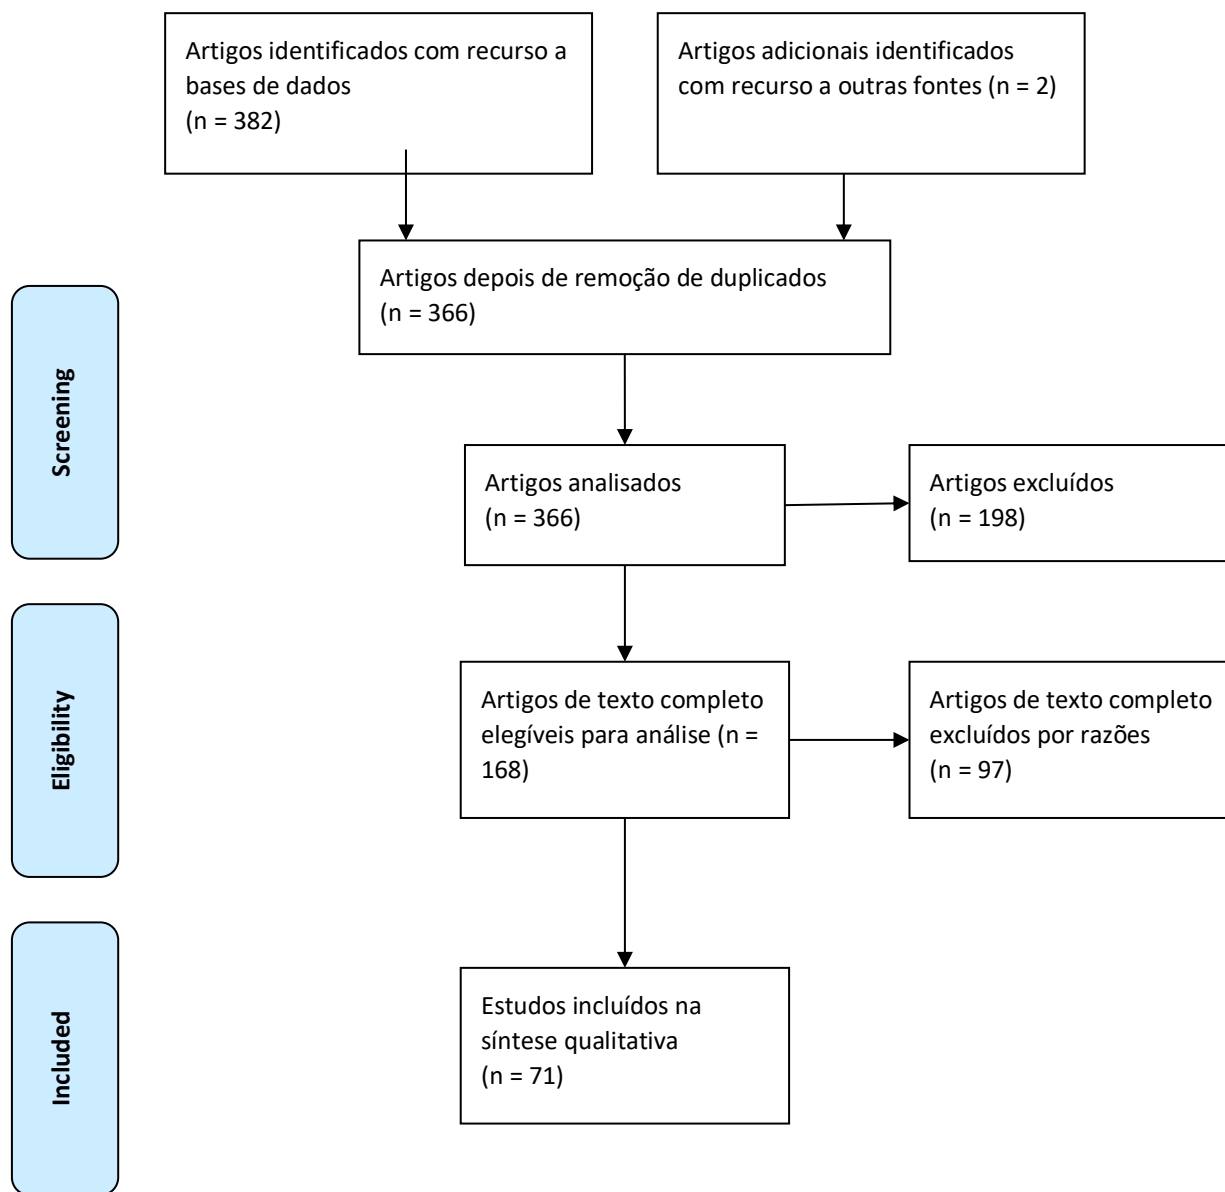 Artigos identificados com recurso a
bases de dados
(n = 382)
Artigos adicionais identificados
com recurso a outras fontes (n = 2)
Artigos depois de remoção de duplicados
(n = 366)
Screening
Artigos analisados
(n = 366)
Artigos excluídos
(n = 198)
Eligibility
Artigos de texto completo
elegíveis para análise (n =
168)
Artigos de texto completo
excluídos por razões
(n = 97)
Included
Estudos incluídos na
síntese qualitativa
(n = 71)